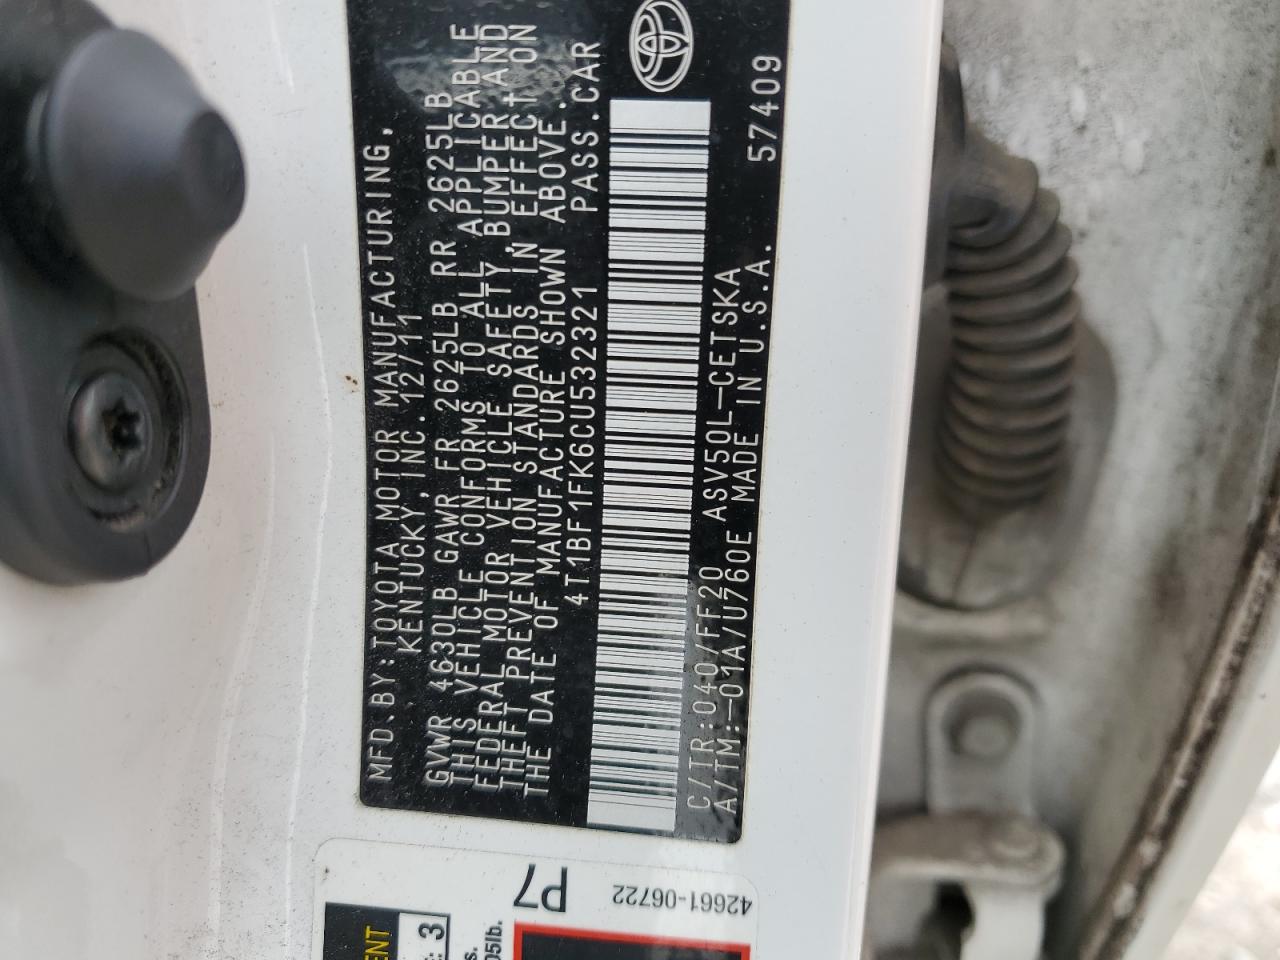 MFD.BY:TOYOTA MOTOR MANUFACTURING,
KENTUCKY, INC. 12/11
GVWR 4630LB GAWR FR 2625LB RR 2625LB
THIS VEHICLE CONFORMS TO ALL APPLICABLE
FEDERAL MOTOR VEHICLE SAFETY, BUMPER AND
THEFT PREVENTION STANDARDS IN EFFECT ON
THE DATE OF MANUFACTURE SHOWN ABOVE.
4T1BF1FK6CU532321 PASS.CAR
C/TR:040/FF20 ASV50L-CETSKA
A/TM:-01A/U760E MADE IN U.S.A.
57409
P7
42661-06722
3